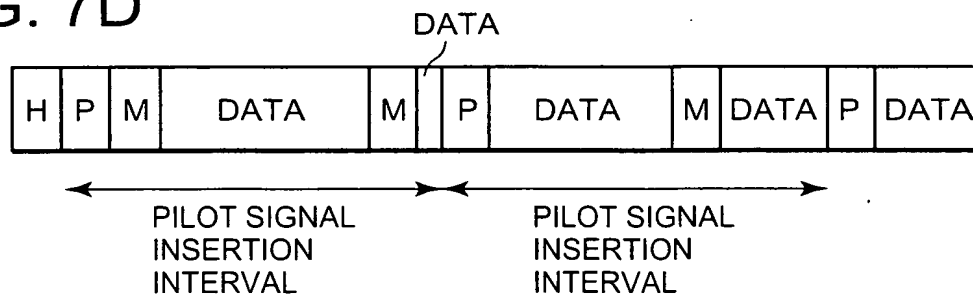 G. 7D
DATA
H P M DATA M P DATA M DATA P DATA
PILOT SIGNAL PILOT SIGNAL
INSERTION INSERTION
INTERVAL INTERVAL